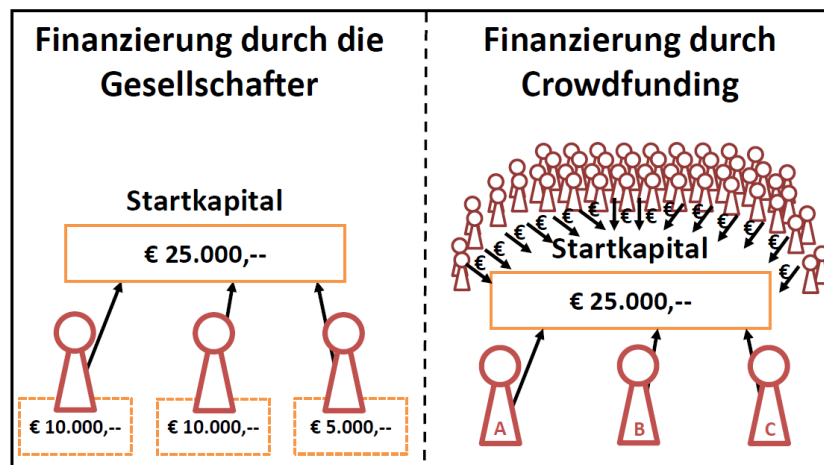 Finanzierung durch die
Gesellschafter
Startkapital
€ 25.000,--
€ 10.000,--
€ 10.000,--
€ 5.000,--
Finanzierung durch
Crowdfunding
€ € € € € € € € € € € € € € € €
Startkapital
€ 25.000,--
A
B
C